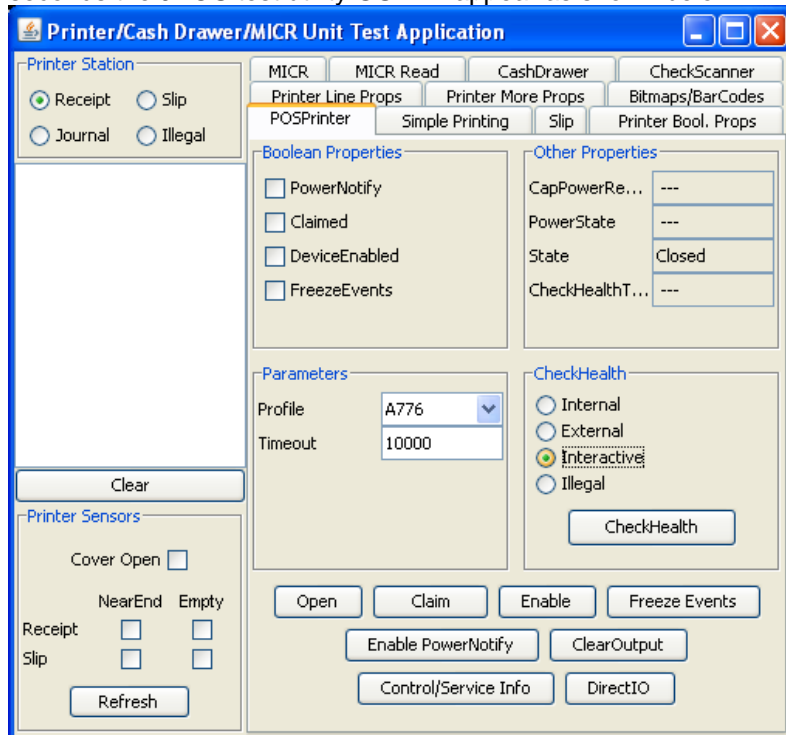 Printer/Cash Drawer/MICR Unit Test Application
Printer Station
Receipt Slip
Journal Illegal
MICR MICR Read CashDrawer CheckScanner
Printer Line Props Printer More Props Bitmaps/BarCodes
POSPrinter Simple Printing Slip Printer Bool. Props
Boolean Properties
PowerNotify
Claimed
DeviceEnabled
FreezeEvents
Other Properties
CapPowerRe... ---
PowerState ---
State Closed
CheckHealthT... ---
Parameters
Profile A776
Timeout 10000
CheckHealth
Internal
External
Interactive
Illegal
CheckHealth
Clear
Printer Sensors
Cover Open
NearEnd Empty
Receipt
Slip
Refresh
Open Claim Enable Freeze Events
Enable PowerNotify ClearOutput
Control/Service Info DirectIO